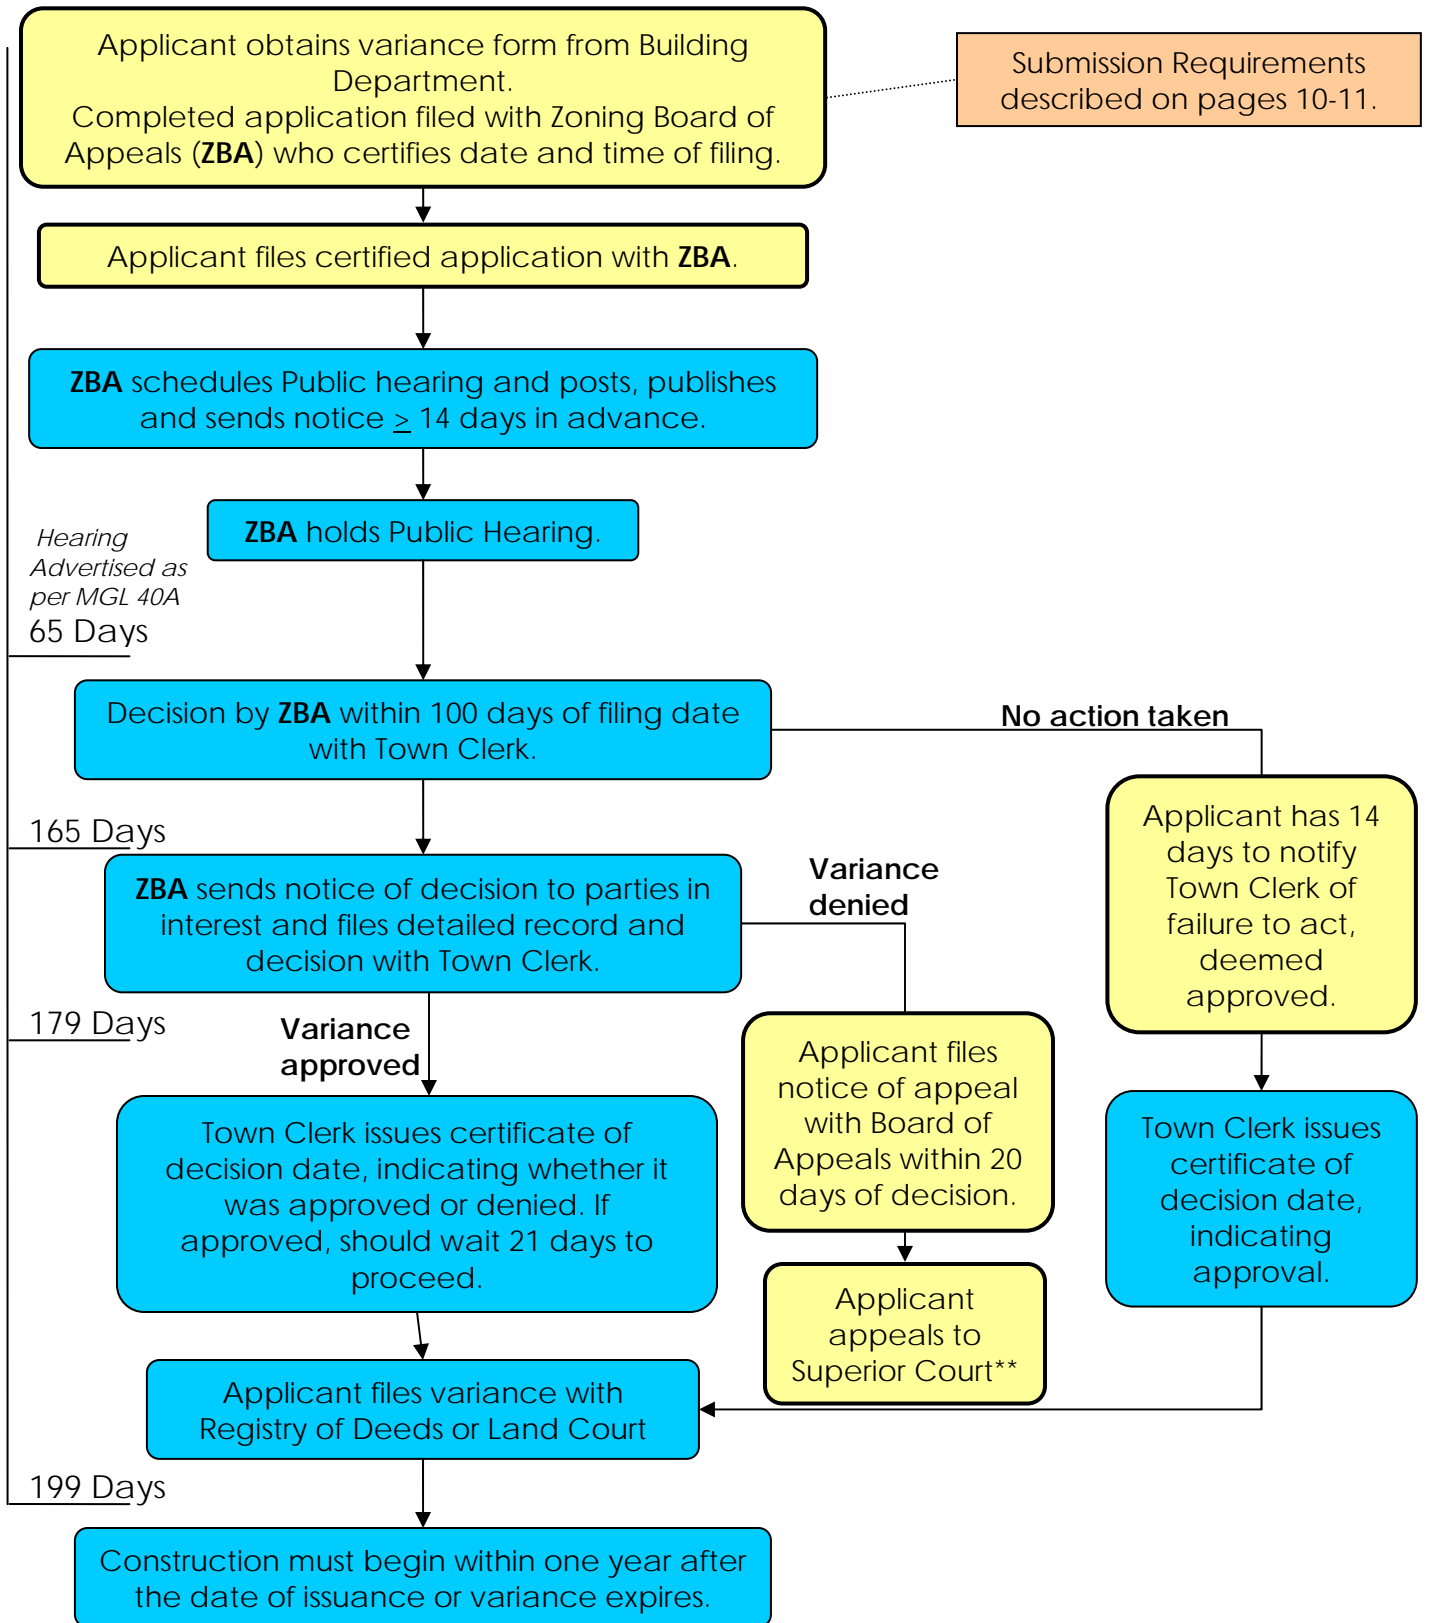 Applicant obtains variance form from Building
Department.
Completed application filed with Zoning Board of
Appeals (ZBA) who certifies date and time of filing.
Submission Requirements
described on pages 10-11.
Applicant files certified application with ZBA.
ZBA schedules Public hearing and posts, publishes
and sends notice ≥ 14 days in advance.
ZBA holds Public Hearing.
Hearing
Advertised as
per MGL 40A
65 Days
Decision by ZBA within 100 days of filing date
with Town Clerk.
No action taken
165 Days
ZBA sends notice of decision to parties in
interest and files detailed record and
decision with Town Clerk.
Variance
denied
Applicant has 14
days to notify
Town Clerk of
failure to act,
deemed
approved.
179 Days
Variance
approved
Applicant files
notice of appeal
with Board of
Appeals within 20
days of decision.
Town Clerk issues certificate of
decision date, indicating whether it
was approved or denied. If
approved, should wait 21 days to
proceed.
Town Clerk issues
certificate of
decision date,
indicating
approval.
Applicant
appeals to
Superior Court**
Applicant files variance with
Registry of Deeds or Land Court
199 Days
Construction must begin within one year after
the date of issuance or variance expires.